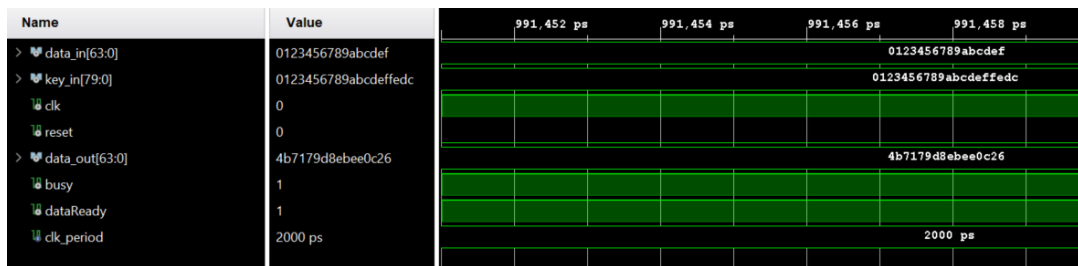 Name Value 991,452 ps 991,454 ps 991,456 ps 991,458 ps
data_in[63:0] 0123456789abcdef 0123456789abcdef
key_in[79:0] 0123456789abcdeffedc 0123456789abcdeffedc
clk 0
reset 0
data_out[63:0] 4b7179d8ebee0c26 4b7179d8ebee0c26
busy 1
dataReady 1
clk_period 2000 ps 2000 ps